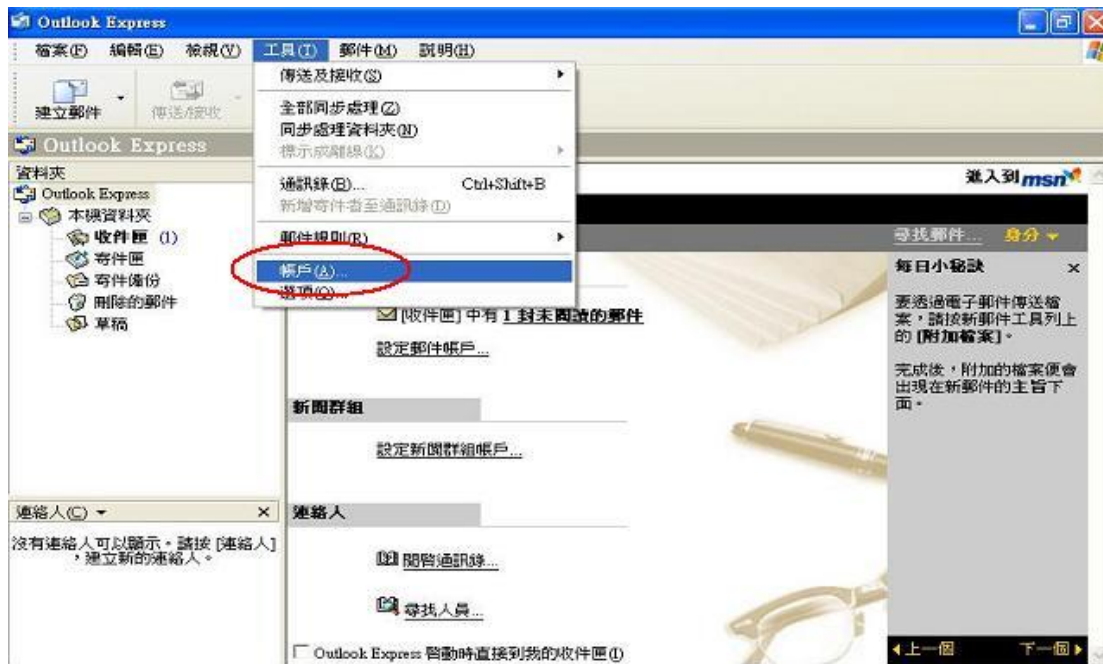 Outlook Express
檔案(F) 編輯(E) 檢視(V) 工具(T) 郵件(M) 說明(H)
傳送及接收(S)
建立郵件 傳送/接收
全部同步處理(Z)
同步處理資料夾(N)
標示成離線(K)
Outlook Express
通訊錄(B)... Ctrl+Shift+B
新增寄件者至通訊錄(D)
郵件規則(R)
帳戶(A)...
選項(O)...
進入到 msn
資料夾
Outlook Express
本機資料夾
收件匣 (1)
寄件匣
寄件備份
刪除的郵件
草稿
尋找郵件... 身分
[收件匣] 中有 1 封未閱讀的郵件
設定郵件帳戶...
新聞群組
設定新聞群組帳戶...
連絡人
開啟通訊錄...
尋找人員...
Outlook Express 啟動時直接到我的收件匣(I)
每日小秘訣 ×
要透過電子郵件傳送檔
案，請按新郵件工具列上
的 [附加檔案]。
完成後，附加的檔案便會
出現在新郵件的主旨下
面。
上一個 下一個
連絡人(C) ×
沒有連絡人可以顯示。請按 [連絡人]
，建立新的連絡人。